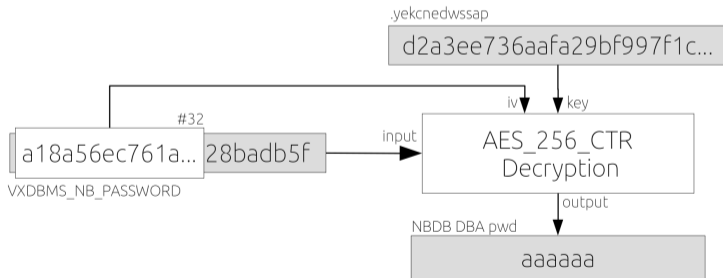 .yekcnedwssap
d2a3ee736aafa29bf997f1c...
iv key
#32
input
a18a56ec761a... 28badb5f
AES_256_CTR
Decryption
VXDBMS_NB_PASSWORD
output
NBDB DBA pwd
aaaaaa